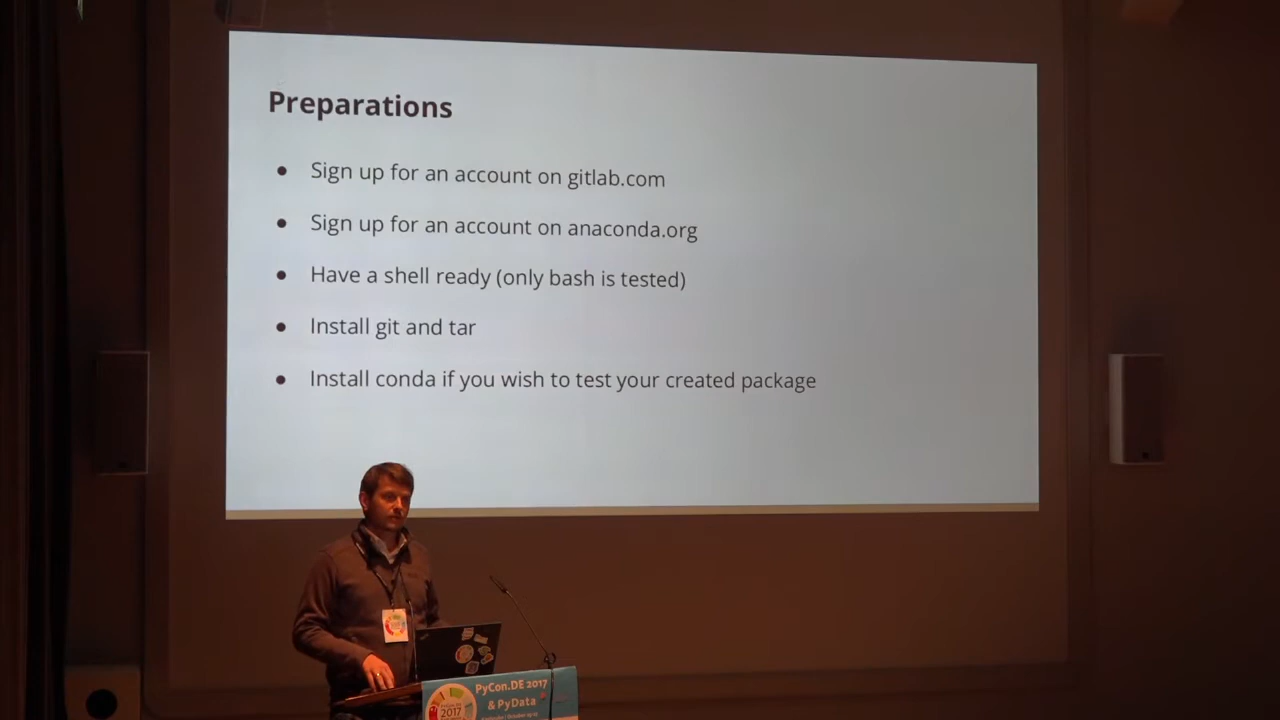 Preparations
● Sign up for an account on gitlab.com
● Sign up for an account on anaconda.org
● Have a shell ready (only bash is tested)
● Install git and tar
● Install conda if you wish to test your created package
PyCon.DE 2017
& PyData
2017